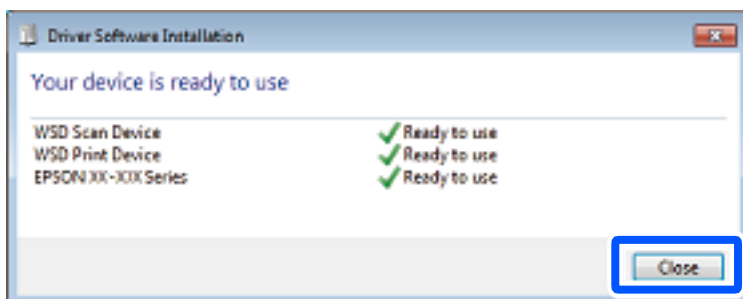 Driver Software Installation
Your device is ready to use
WSD Scan Device Ready to use
WSD Print Device Ready to use
EPSON XX-XXX Series Ready to use
Close